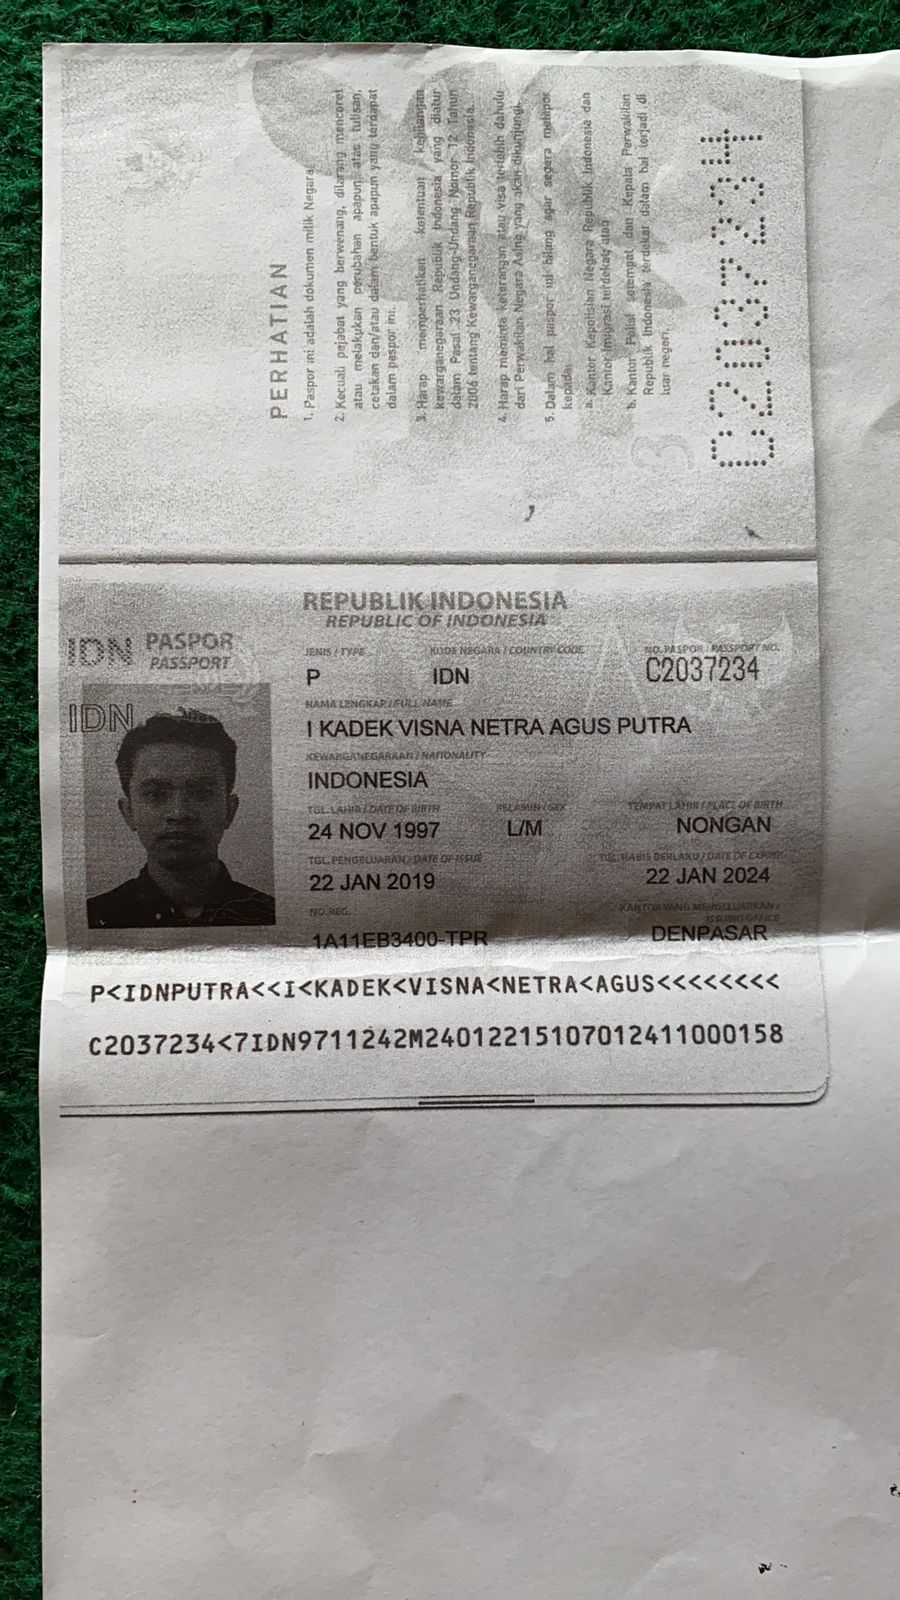 PERHATIAN
1. Paspor ini adalah dokumen milik Negara.
2. Kecuali pejabat yang berwenang, dilarang mencoret
atau melakukan perubahan apapun atas tulisan,
cetakan dan/atau dalam bentuk apapun yang terdapat
dalam paspor ini.
3. Harap memperhatikan ketentuan kehilangan
kewarganegaraan Republik Indonesia yang diatur
dalam Pasal 23 Undang-Undang Nomor 12 Tahun
2006 tentang Kewarganegaraan Republik Indonesia.
4. Harap meminta keterangan atau visa terlebih dahulu
dari Perwakilan Negara Asing yang akan dikunjungi.
5. Dalam hal paspor ini hilang agar segera melapor
kepada:
a. Kantor Kepolisian Negara Republik Indonesia dan
Kantor Imigrasi terdekat; atau
b. Kantor Polisi setempat dan Kepala Perwakilan
Republik Indonesia terdekat dalam hal terjadi di
luar negeri.
3
C2037234
REPUBLIK INDONESIA
REPUBLIC OF INDONESIA
IDN PASPOR
PASSPORT
IDN
JENIS / TYPE KODE NEGARA / COUNTRY CODE NO. PASPOR / PASSPORT NO.
P IDN C2037234
NAMA LENGKAP / FULL NAME
I KADEK VISNA NETRA AGUS PUTRA
KEWARGANEGARAAN / NATIONALITY
INDONESIA
TGL. LAHIR / DATE OF BIRTH KELAMIN / SEX TEMPAT LAHIR / PLACE OF BIRTH
24 NOV 1997 L/M NONGAN
TGL. PENGELUARAN / DATE OF ISSUE TGL. HABIS BERLAKU / DATE OF EXPIRY
22 JAN 2019 22 JAN 2024
NO. REG. KANTOR YANG MENGELUARKAN /
ISSUING OFFICE
1A11EB3400-TPR DENPASAR
P<IDNPUTRA<<I<KADEK<VISNA<NETRA<AGUS<<<<<<<<
C2037234<7IDN9711242M24012215107012411000158